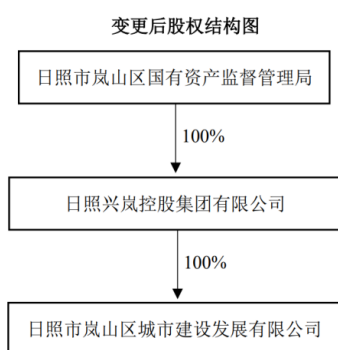 变更后股权结构图
日照市岚山区国有资产监督管理局
100%
日照兴岚控股集团有限公司
100%
日照市岚山区城市建设发展有限公司